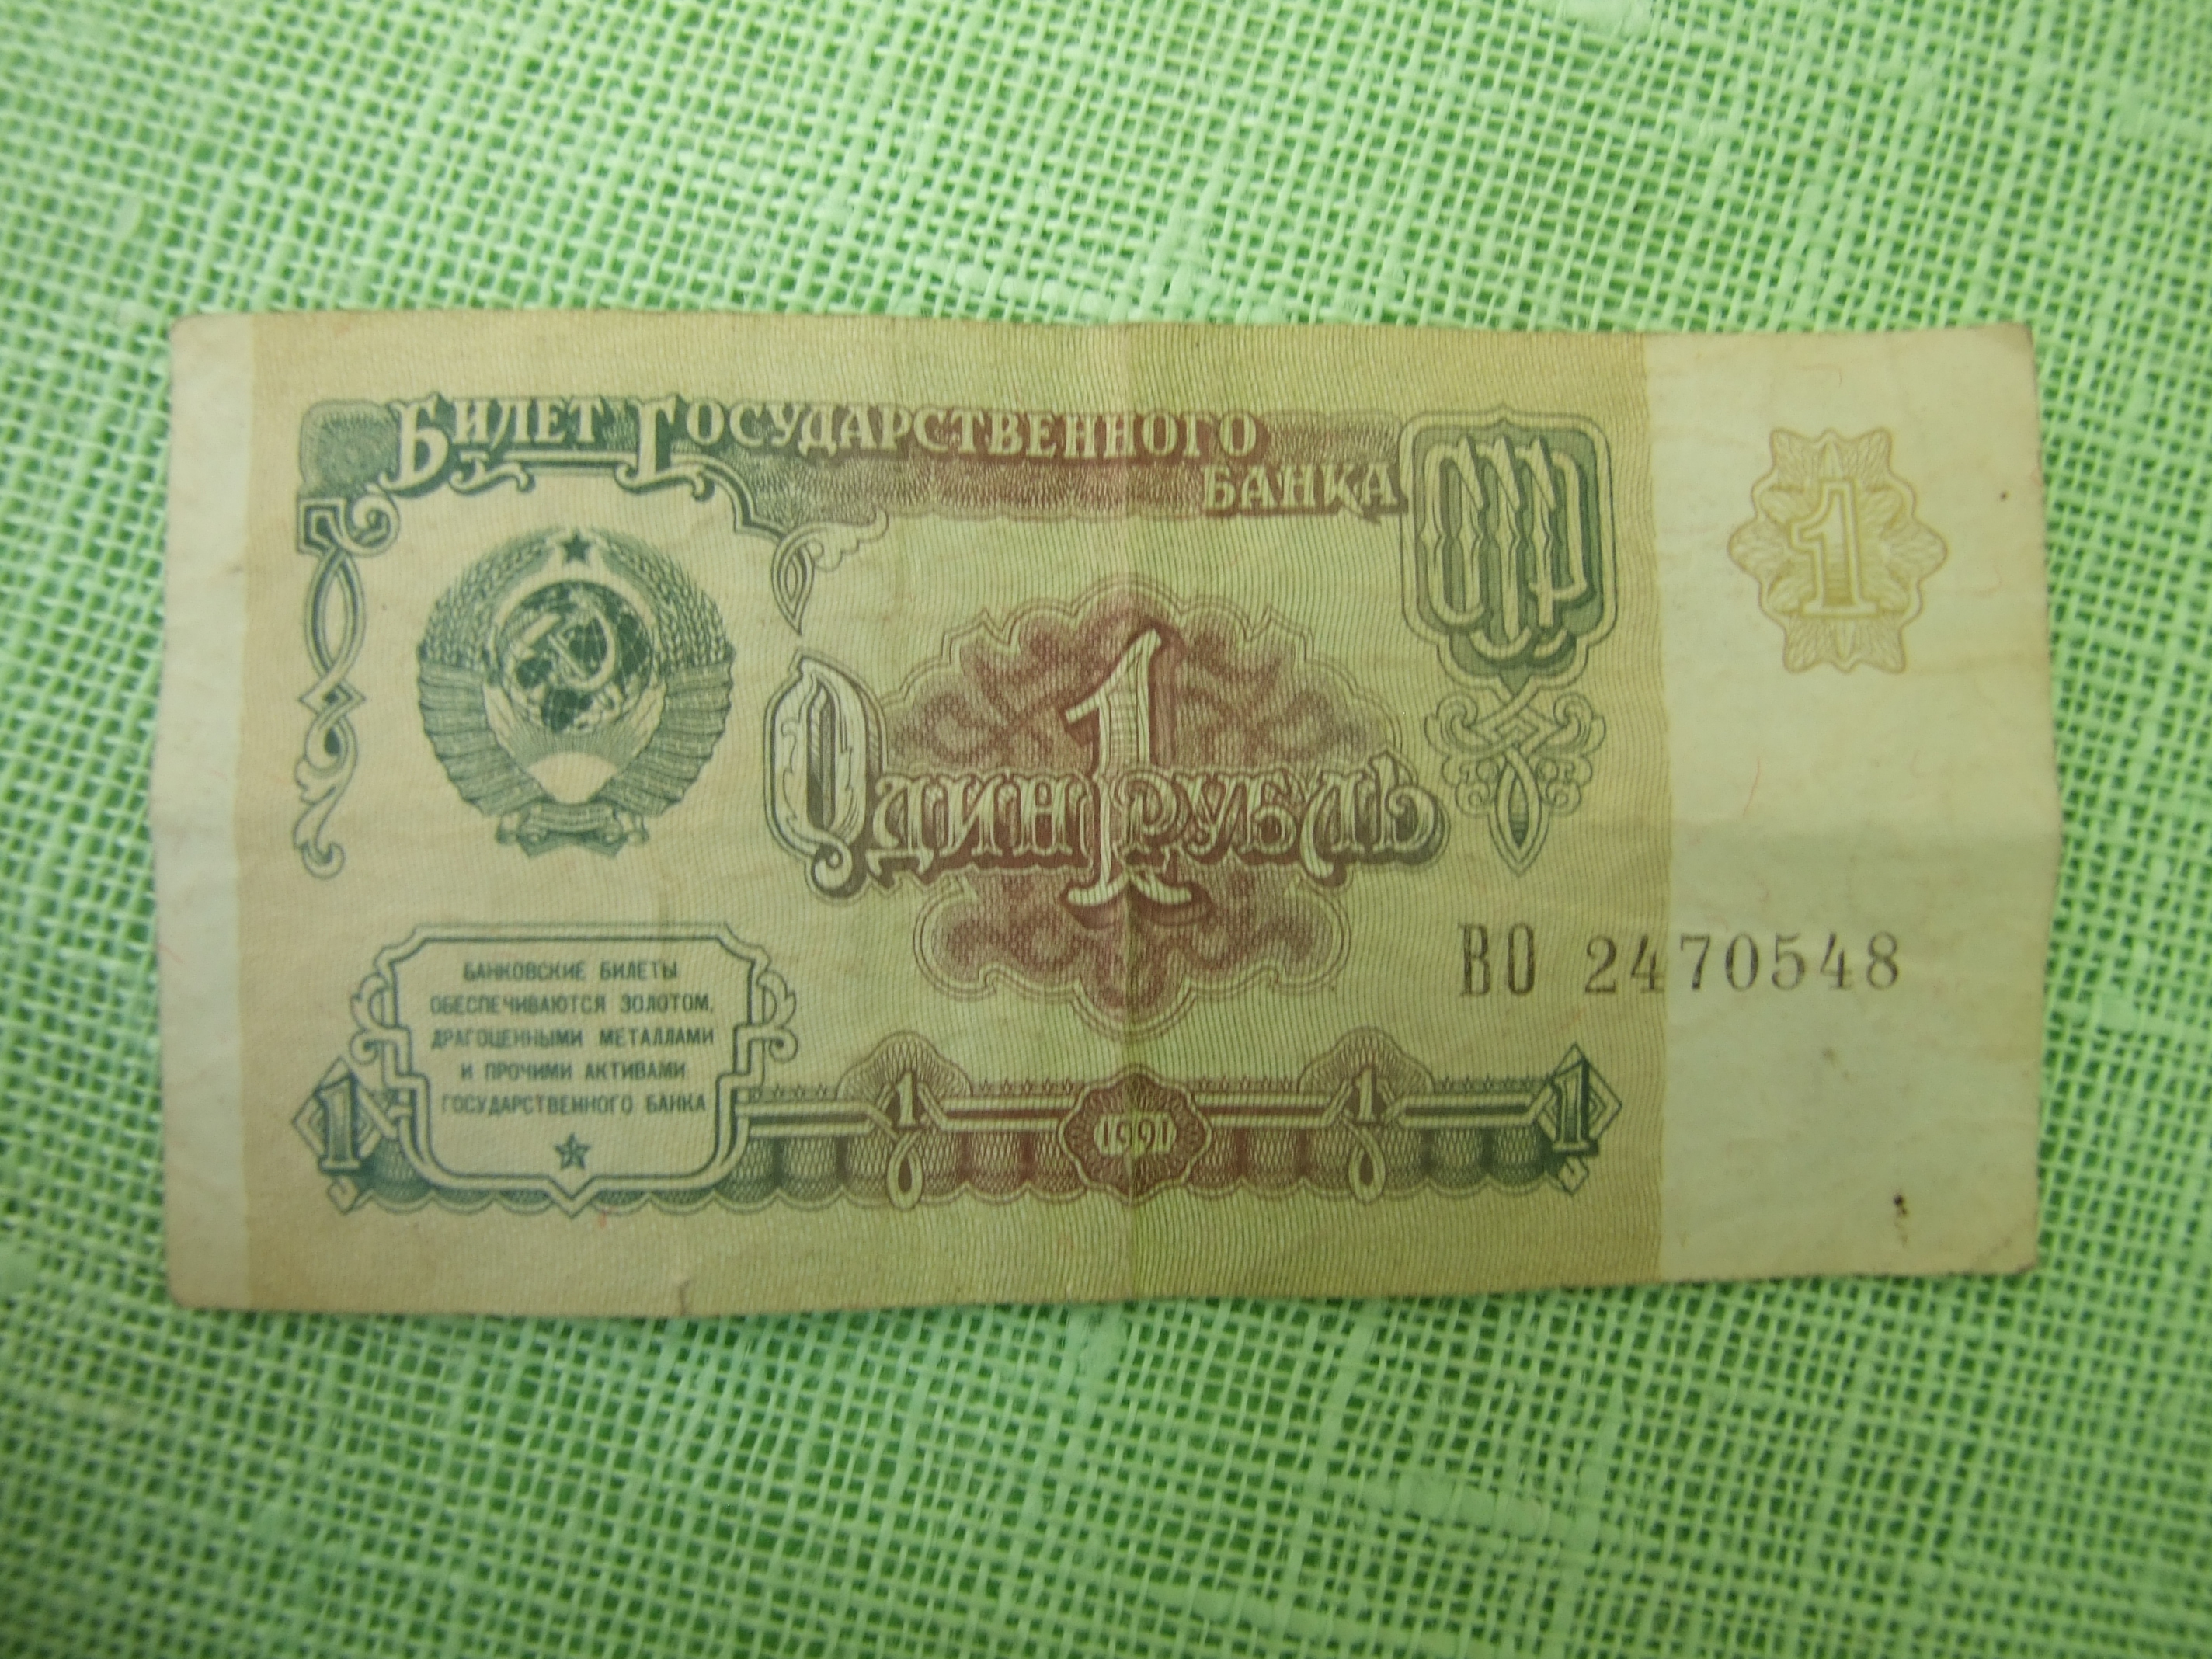 БИЛЕТ ГОСУДАРСТВЕННОГО
БАНКА
СССР
1
1
ОДИН РУБЛЬ
ВО 2470548
БАНКОВСКИЕ БИЛЕТЫ
ОБЕСПЕЧИВАЮТСЯ ЗОЛОТОМ,
ДРАГОЦЕННЫМИ МЕТАЛЛАМИ
И ПРОЧИМИ АКТИВАМИ
ГОСУДАРСТВЕННОГО БАНКА
1
1
1991
1
1